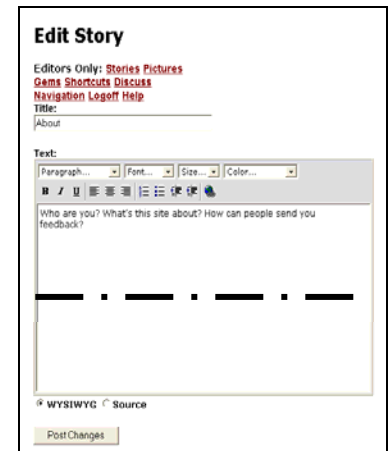 Edit Story
Editors Only: Stories Pictures
Gems Shortcuts Discuss
Navigation Logoff Help
Title:
About
Text:
Paragraph... Font... Size... Color...
B I U
Who are you? What's this site about? How can people send you
feedback?
WYSIWYG Source
Post Changes